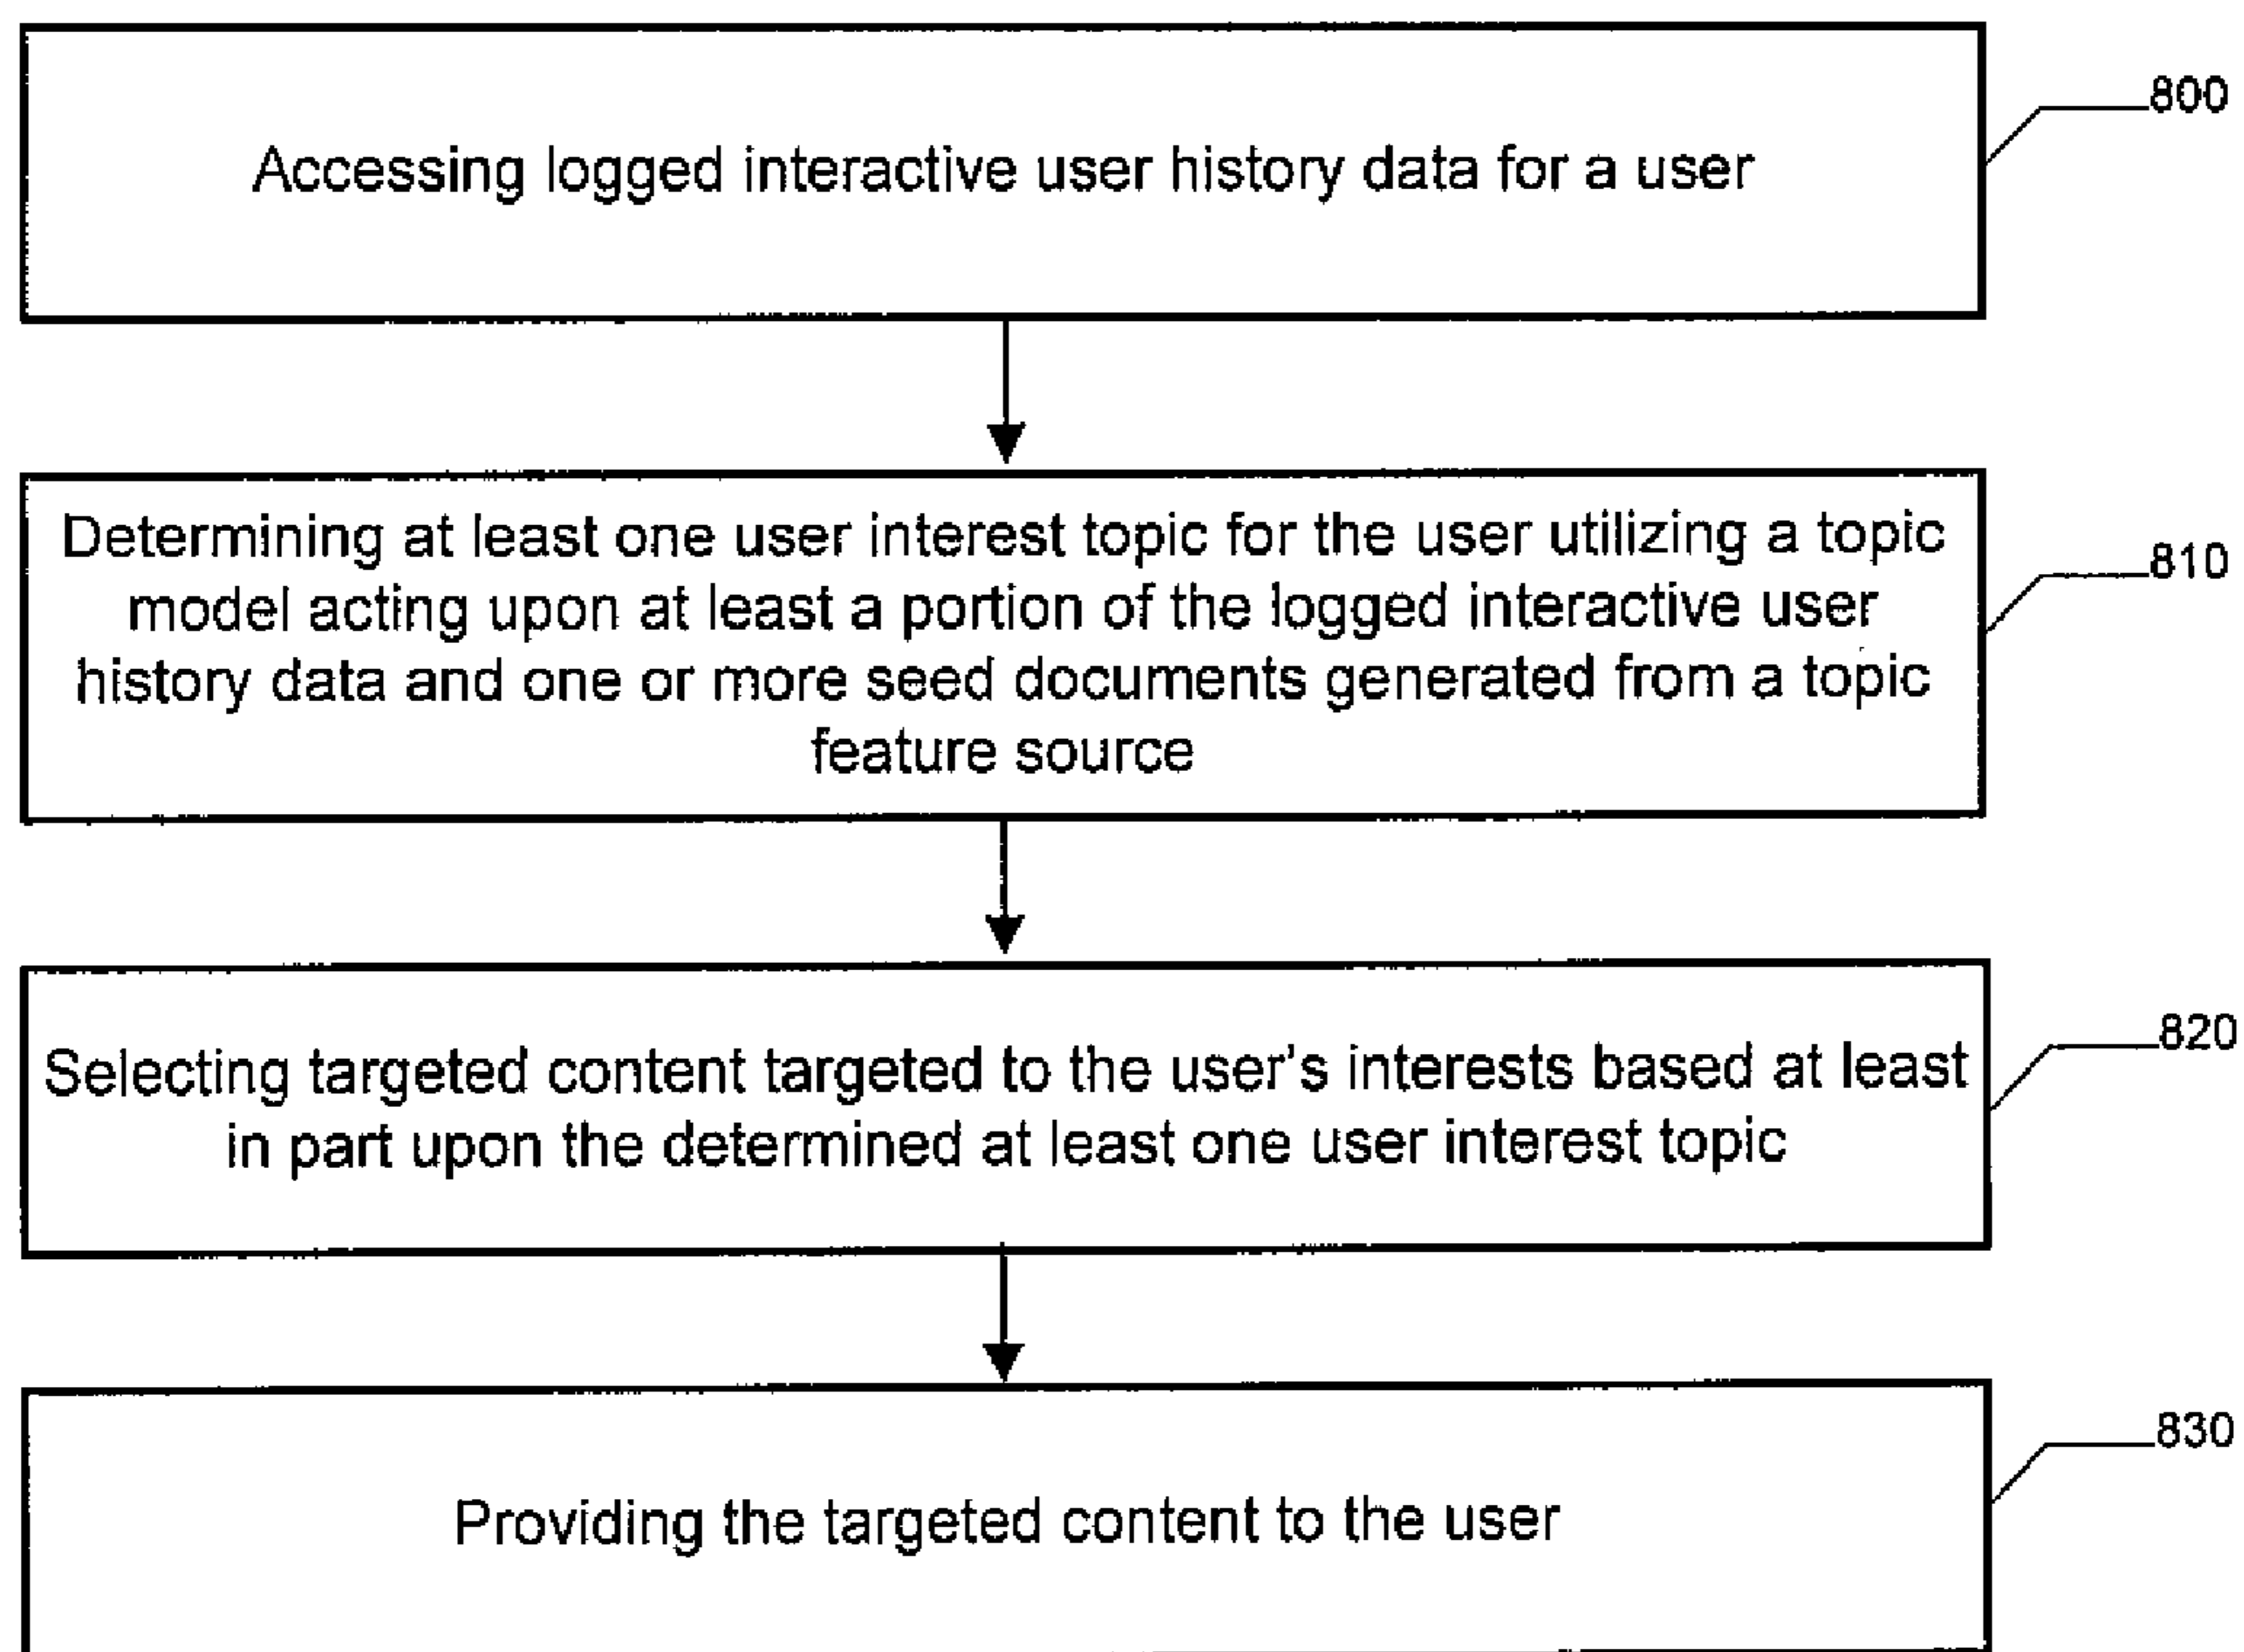 800
Accessing logged interactive user history data for a user
Determining at least one user interest topic for the user utilizing a topic
model acting upon at least a portion of the logged interactive user
history data and one or more seed documents generated from a topic
feature source
810
Selecting targeted content targeted to the user's interests based at least
in part upon the determined at least one user interest topic
820
Providing the targeted content to the user
830